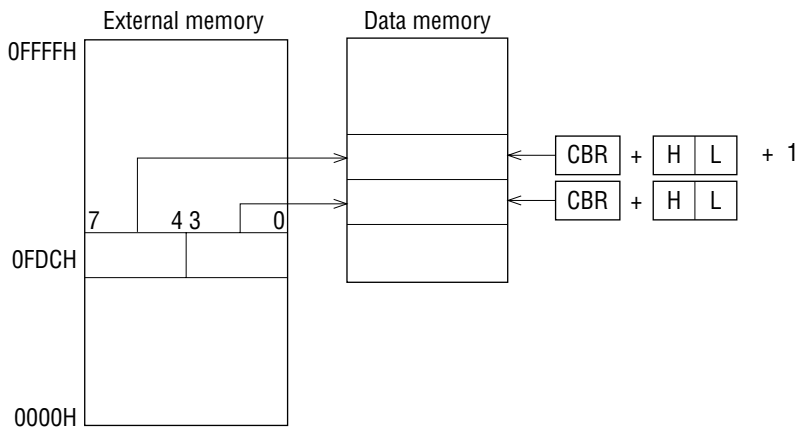 External memory
Data memory
0FFFFH
CBR + H L + 1
CBR + H L
7 4 3 0
0FDCH
0000H